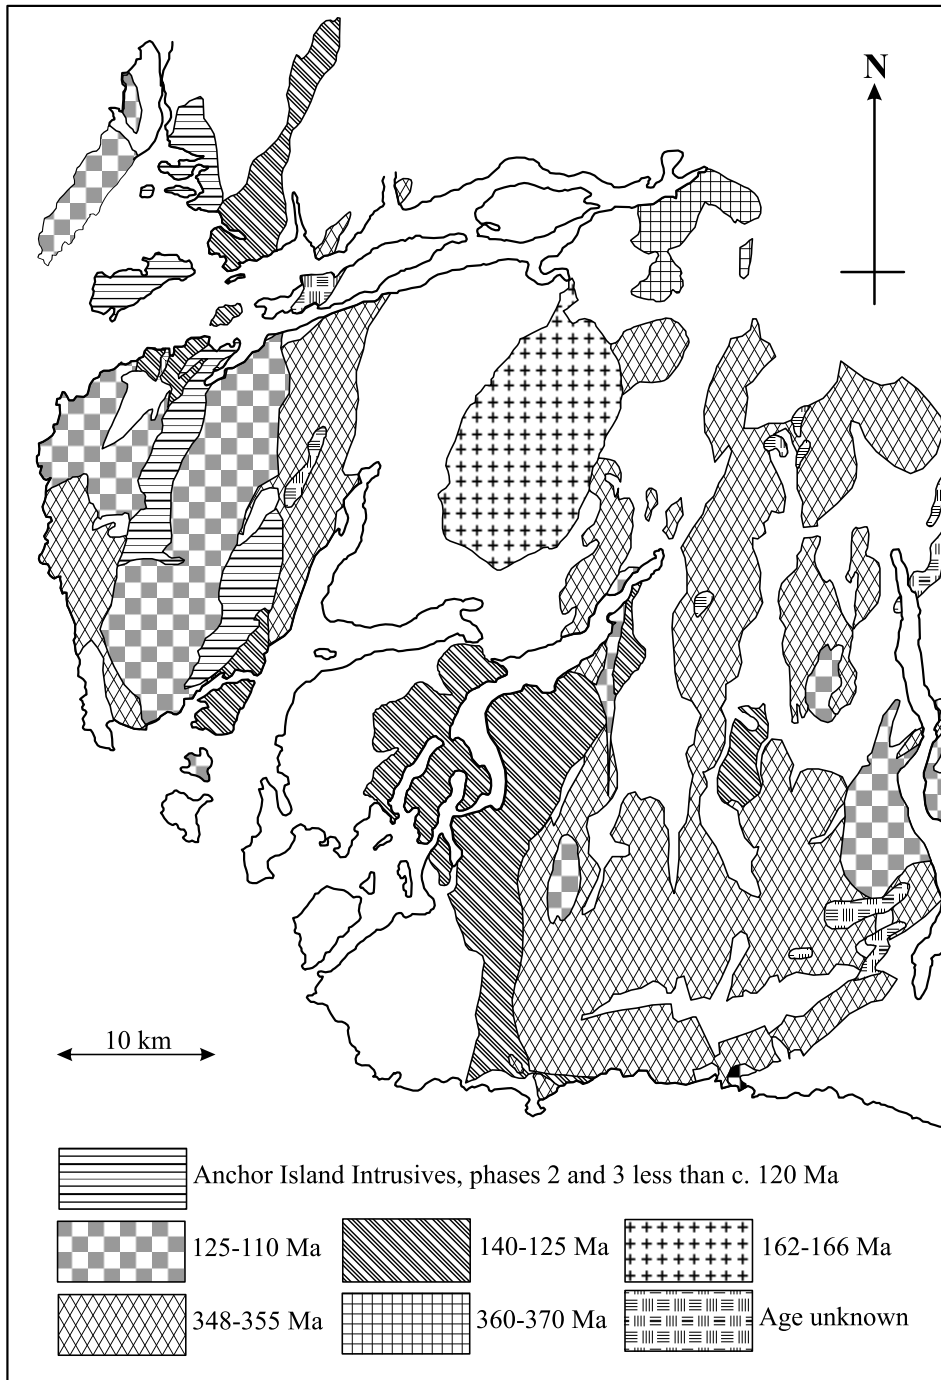 N
10 km
Anchor Island Intrusives, phases 2 and 3 less than c. 120 Ma
125-110 Ma
140-125 Ma
162-166 Ma
348-355 Ma
360-370 Ma
Age unknown